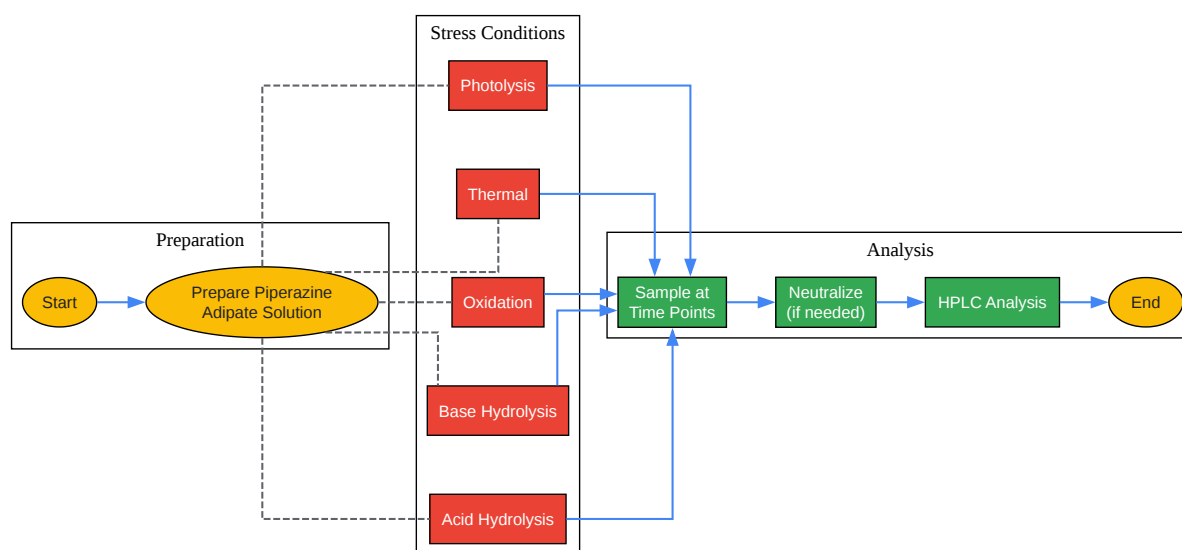 Stress Conditions
Photolysis
Thermal
Preparation
Start
Prepare Piperazine
Adipate Solution
Oxidation
Base Hydrolysis
Acid Hydrolysis
Analysis
Sample at
Time Points
Neutralize
(if needed)
HPLC Analysis
End